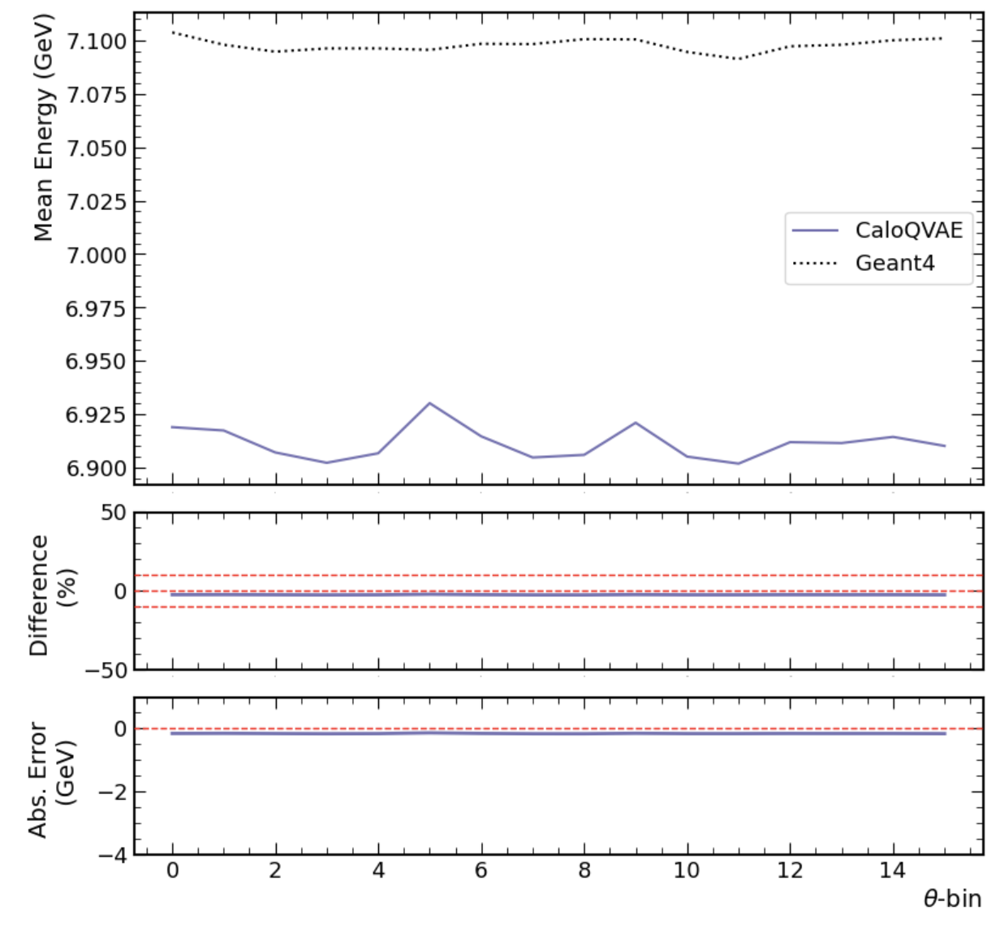 Mean Energy (GeV)
7.100
7.075
7.050
7.025
7.000
6.975
6.950
6.925
6.900
CaloQVAE
Geant4
Difference
(%)
50
0
−50
Abs. Error
(GeV)
0
−2
−4
0 2 4 6 8 10 12 14
θ-bin